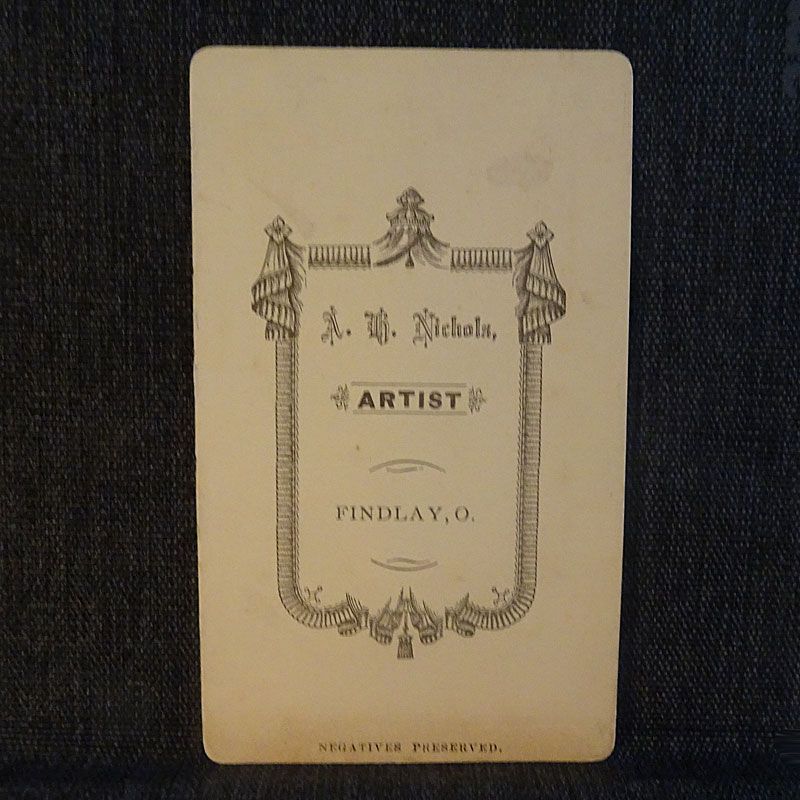 A. H. Nichols,
ARTIST
FINDLAY, O.
NEGATIVES PRESERVED.